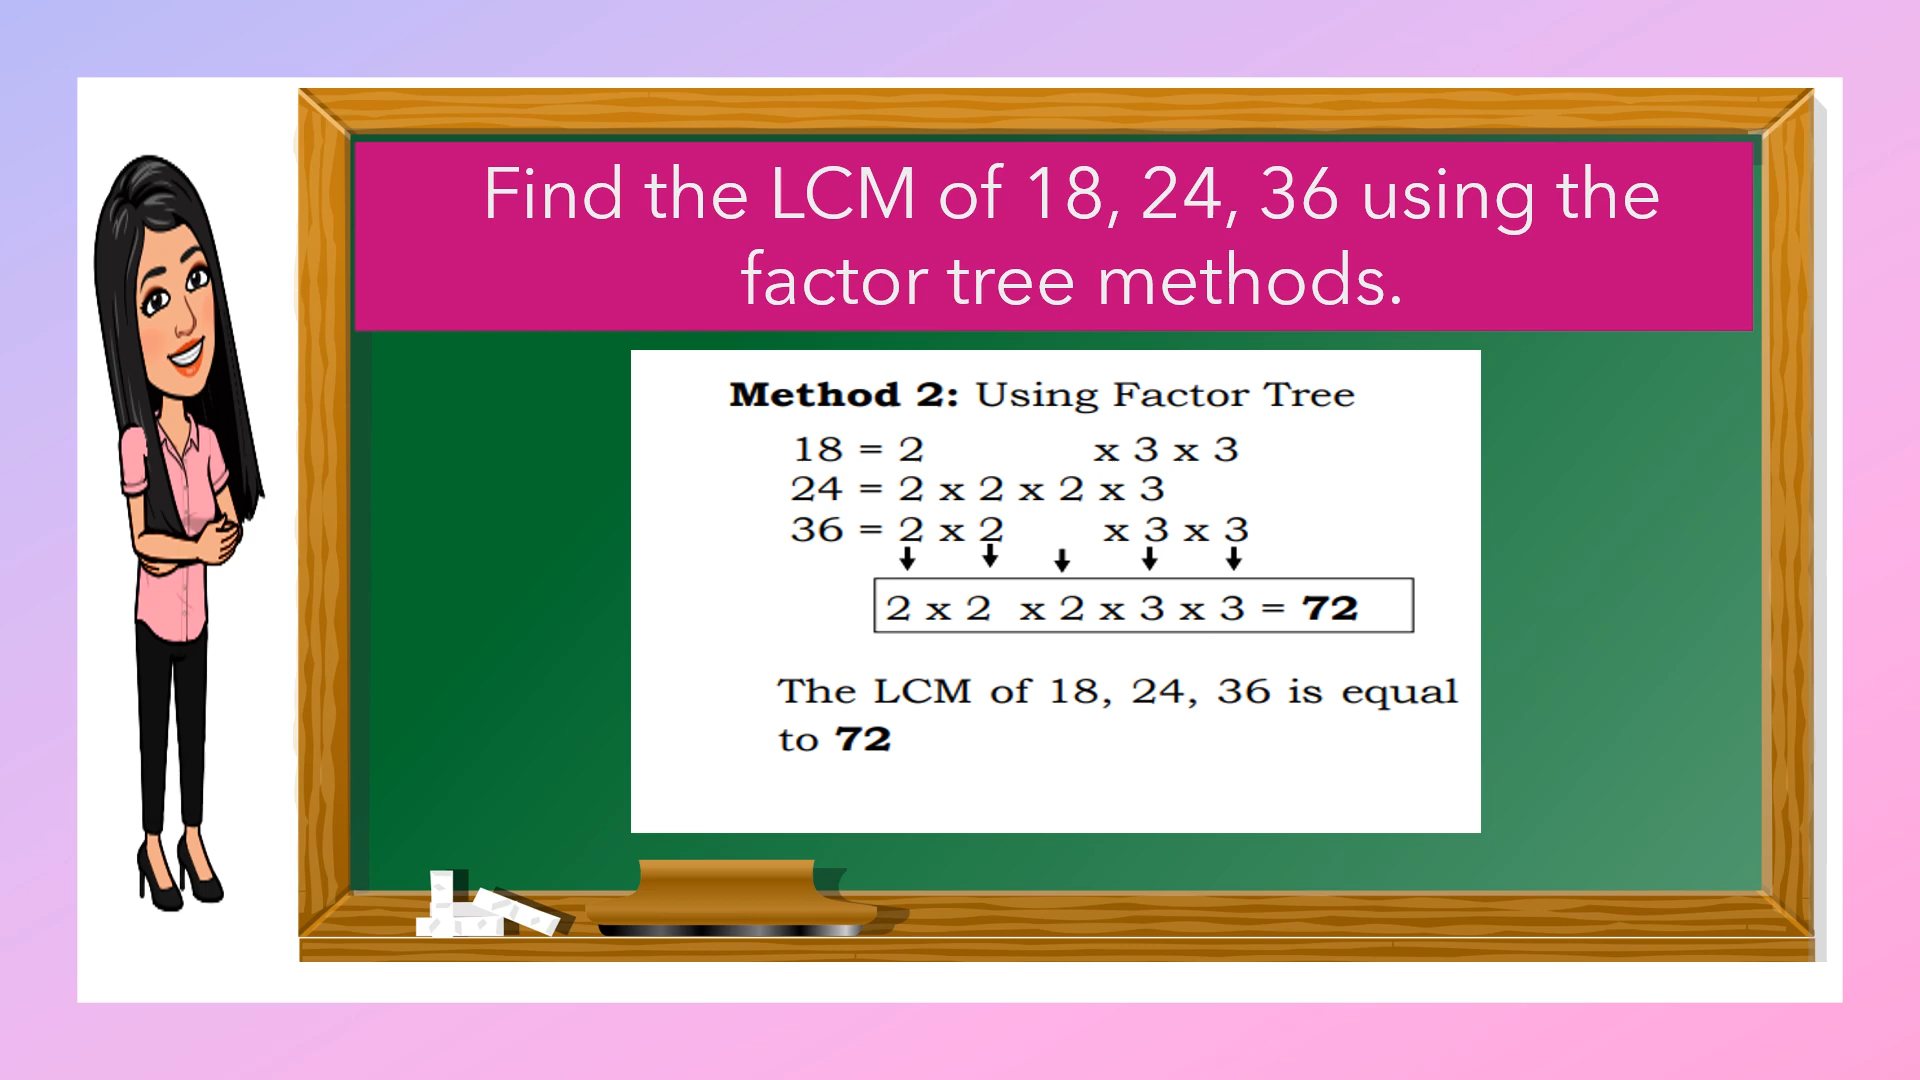 Find the LCM of 18, 24, 36 using the
factor tree methods.
Method 2: Using Factor Tree
18 = 2 x 3 x 3
24 = 2 x 2 x 2 x 3
36 = 2 x 2 x 3 x 3
2 x 2 x 2 x 3 x 3 = 72
The LCM of 18, 24, 36 is equal
to 72